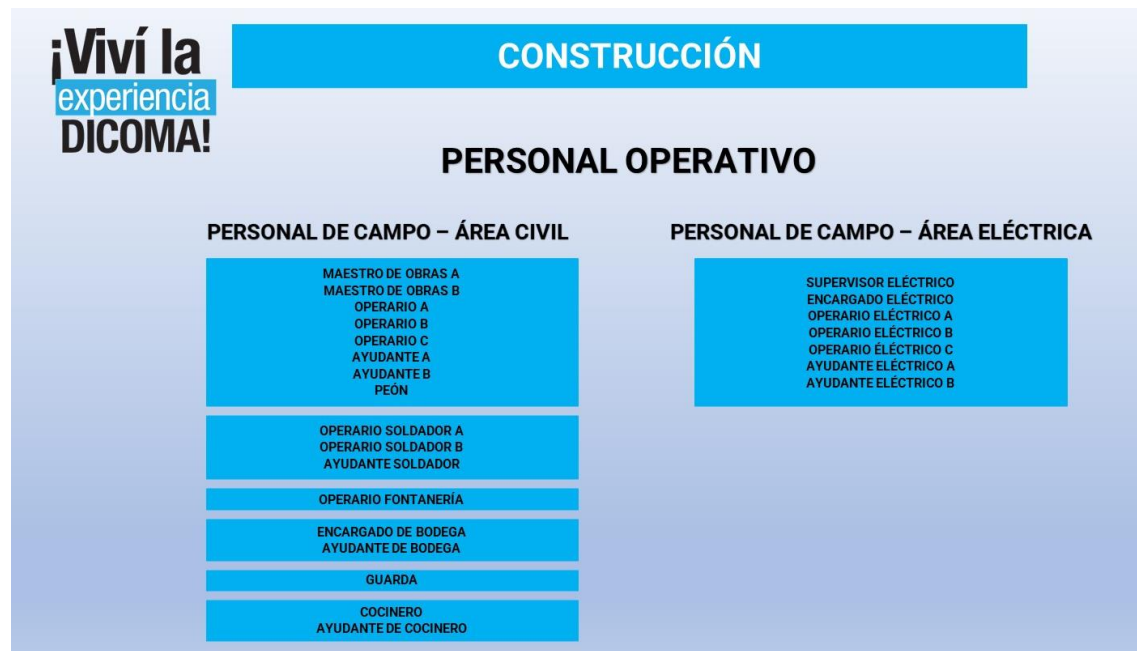 ¡Viví la
experiencia
DICOMA!
CONSTRUCCIÓN
PERSONAL OPERATIVO
PERSONAL DE CAMPO – ÁREA CIVIL
MAESTRO DE OBRAS A
MAESTRO DE OBRAS B
OPERARIO A
OPERARIO B
OPERARIO C
AYUDANTE A
AYUDANTE B
PEÓN
OPERARIO SOLDADOR A
OPERARIO SOLDADOR B
AYUDANTE SOLDADOR
OPERARIO FONTANERÍA
ENCARGADO DE BODEGA
AYUDANTE DE BODEGA
GUARDA
COCINERO
AYUDANTE DE COCINERO
PERSONAL DE CAMPO – ÁREA ELÉCTRICA
SUPERVISOR ELÉCTRICO
ENCARGADO ELÉCTRICO
OPERARIO ELÉCTRICO A
OPERARIO ELÉCTRICO B
OPERARIO ÉLÉCTRICO C
AYUDANTE ELÉCTRICO A
AYUDANTE ELÉCTRICO B